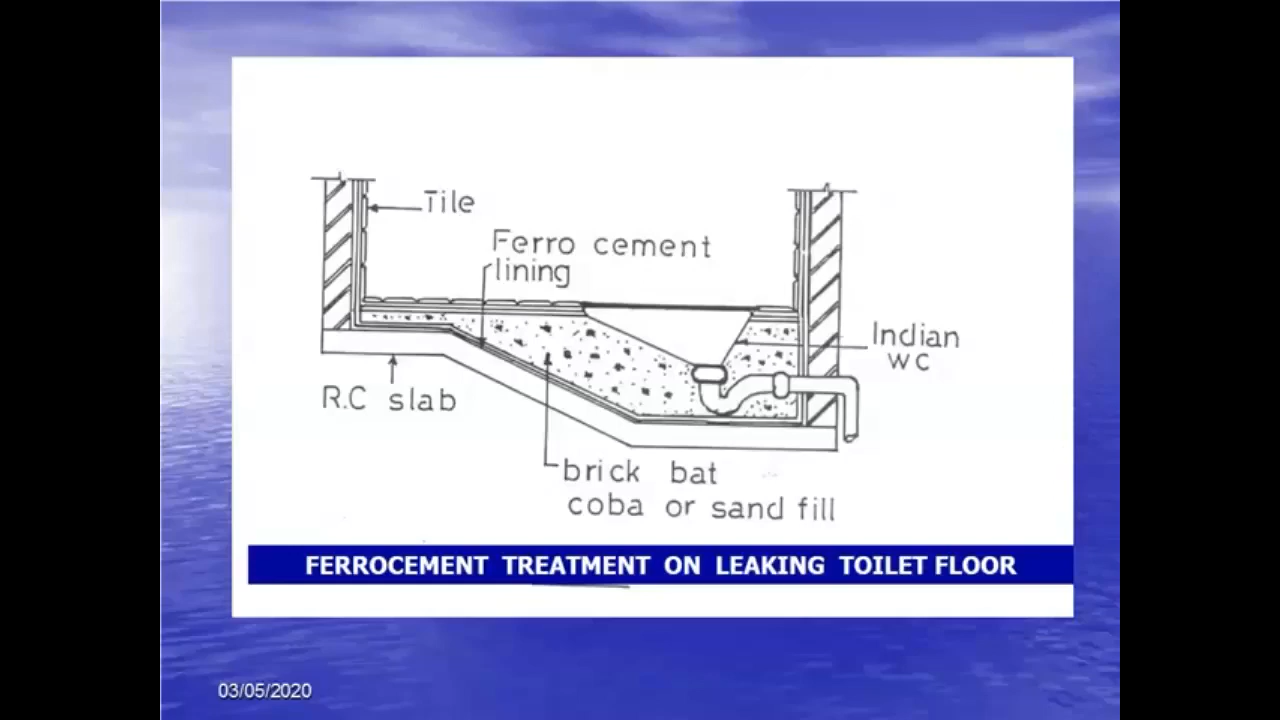 Tile
Ferro cement
lining
Indian
WC
R.C slab
brick bat
coba or sand fill
FERROCEMENT TREATMENT ON LEAKING TOILET FLOOR
03/05/2020